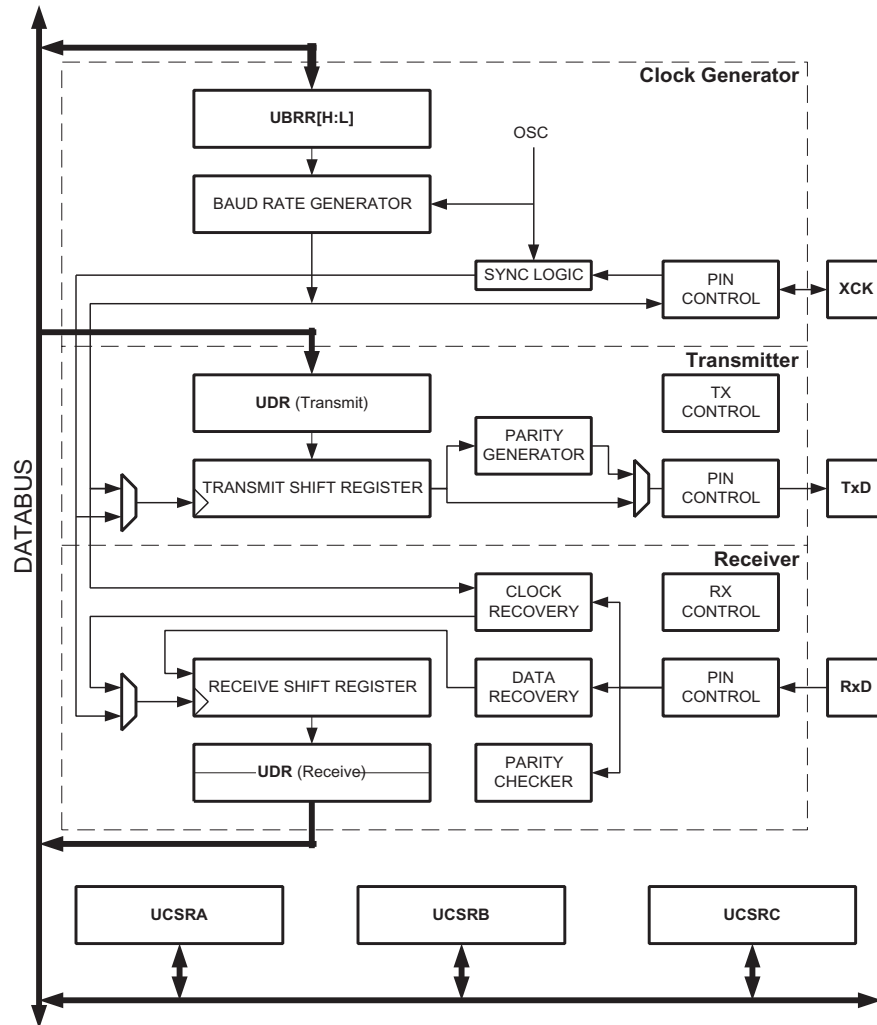 Clock Generator
UBRR[H:L]
OSC
BAUD RATE GENERATOR
SYNC LOGIC
PIN
CONTROL
XCK
Transmitter
UDR (Transmit)
TX
CONTROL
PARITY
GENERATOR
TRANSMIT SHIFT REGISTER
PIN
CONTROL
TxD
DATABUS
Receiver
CLOCK
RECOVERY
RX
CONTROL
RECEIVE SHIFT REGISTER
DATA
RECOVERY
PIN
CONTROL
RxD
UDR (Receive)
PARITY
CHECKER
UCSRA
UCSRB
UCSRC